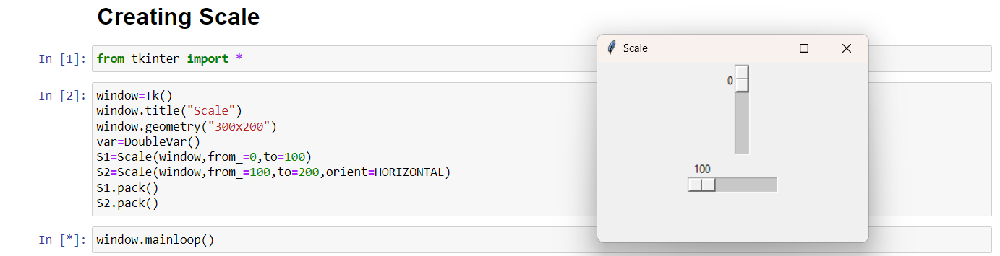 Creating Scale
In [1]: from tkinter import *
In [2]: window=Tk()
window.title("Scale")
window.geometry("300x200")
var=DoubleVar()
S1=Scale(window,from_=0,to=100)
S2=Scale(window,from_=100,to=200,orient=HORIZONTAL)
S1.pack()
S2.pack()
In [*]: window.mainloop()
Scale
0
100